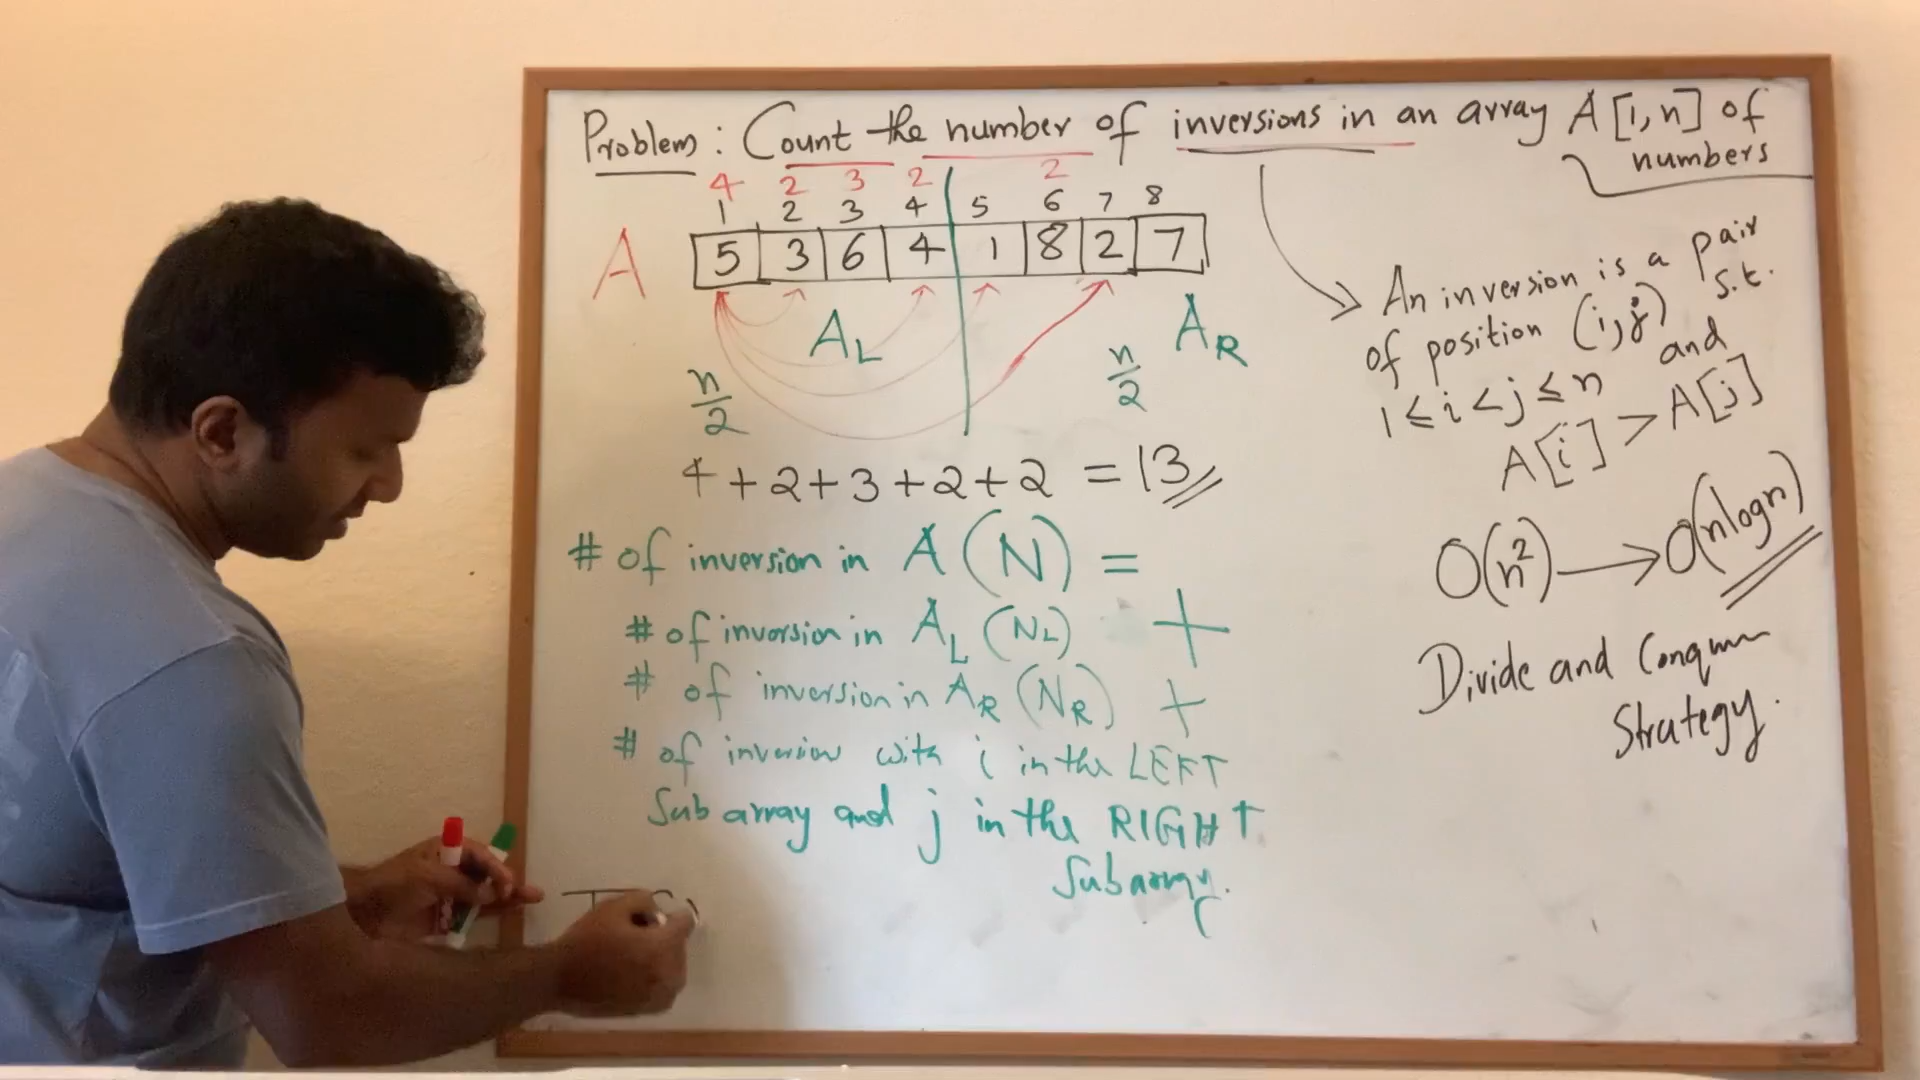 Problem: Count the number of inversions in an array A[1,n] of
numbers
4 2 3 2 2
1 2 3 4 5 6 7 8
A 5 3 6 4 1 8 2 7
A_L A_R
n/2 n/2
4+2+3+2+2 = 13
# of inversion in A (N) =
# of inversion in A_L (N_L) +
# of inversion in A_R (N_R) +
# of inversion with i in the LEFT
Subarray and j in the RIGHT
Subarray.
An inversion is a pair
of position (i,j) s.t.
1 ≤ i < j ≤ n and
A[i] > A[j]
O(n²) → O(nlogn)
Divide and Conquer
Strategy.